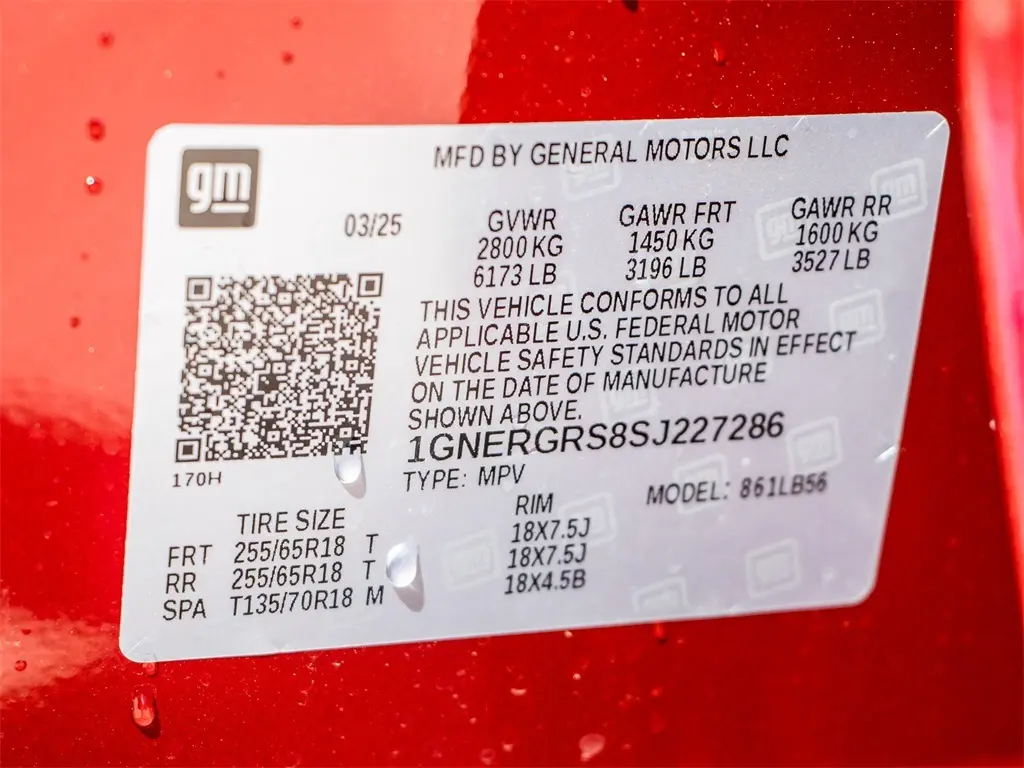 gm
MFD BY GENERAL MOTORS LLC
03/25 GVWR GAWR FRT GAWR RR
2800 KG 1450 KG 1600 KG
6173 LB 3196 LB 3527 LB
THIS VEHICLE CONFORMS TO ALL
APPLICABLE U.S. FEDERAL MOTOR
VEHICLE SAFETY STANDARDS IN EFFECT
ON THE DATE OF MANUFACTURE
SHOWN ABOVE.
1GNERGRS8SJ227286
170H
TYPE: MPV MODEL: 861LB56
TIRE SIZE RIM
FRT 255/65R18 T 18X7.5J
RR 255/65R18 T 18X7.5J
SPA T135/70R18 M 18X4.5B